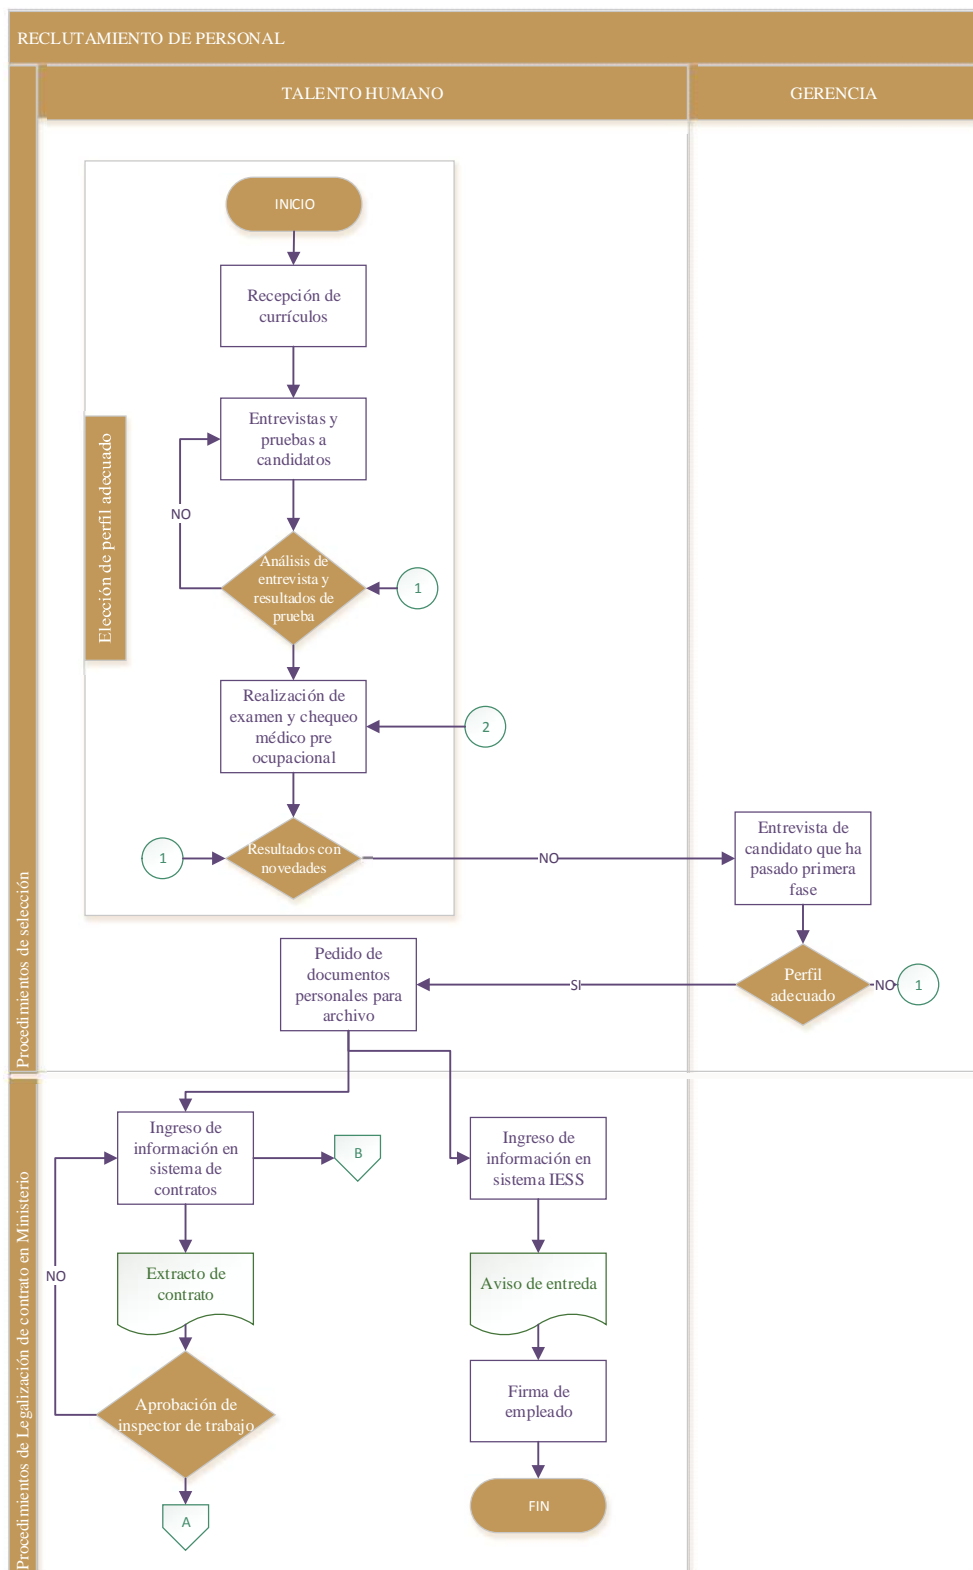 RECLUTAMIENTO DE PERSONAL
TALENTO HUMANO
GERENCIA
Procedimientos de selección
Elección de perfil adecuado
INICIO
Recepción de
currículos
Entrevistas y
pruebas a
candidatos
NO
Análisis de
entrevista y
resultados de
prueba
1
Realización de
examen y chequeo
médico pre
ocupacional
2
1
Resultados con
novedades
NO
Entrevista de
candidato que ha
pasado primera
fase
Pedido de
documentos
personales para
archivo
SI
Perfil
adecuado
NO
1
Procedimientos de Legalización de contrato en Ministerio
Ingreso de
información en
sistema de
contratos
B
Ingreso de
información en
sistema IESS
NO
Extracto de
contrato
Aviso de entreda
Aprobación de
inspector de trabajo
Firma de
empleado
A
FIN